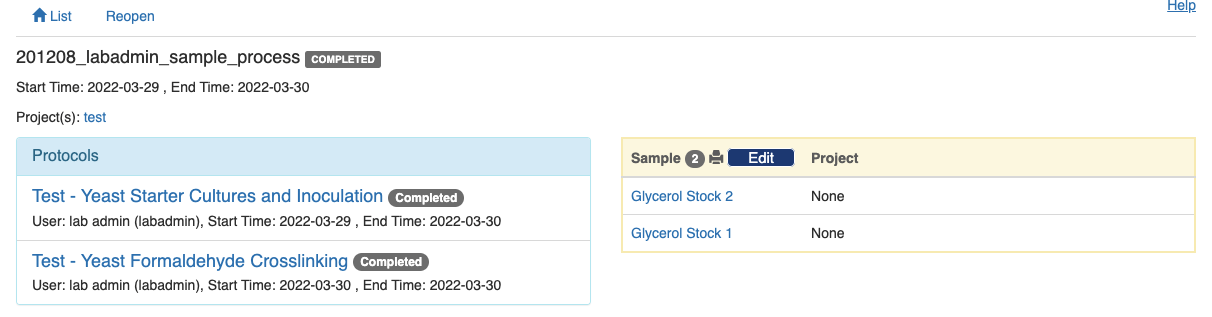 List Reopen Help
201208_labadmin_sample_process COMPLETED
Start Time: 2022-03-29 , End Time: 2022-03-30
Project(s): test
Protocols
Test - Yeast Starter Cultures and Inoculation Completed
User: lab admin (labadmin), Start Time: 2022-03-29 , End Time: 2022-03-30
Test - Yeast Formaldehyde Crosslinking Completed
User: lab admin (labadmin), Start Time: 2022-03-30 , End Time: 2022-03-30
Sample 2 Edit Project
Glycerol Stock 2 None
Glycerol Stock 1 None